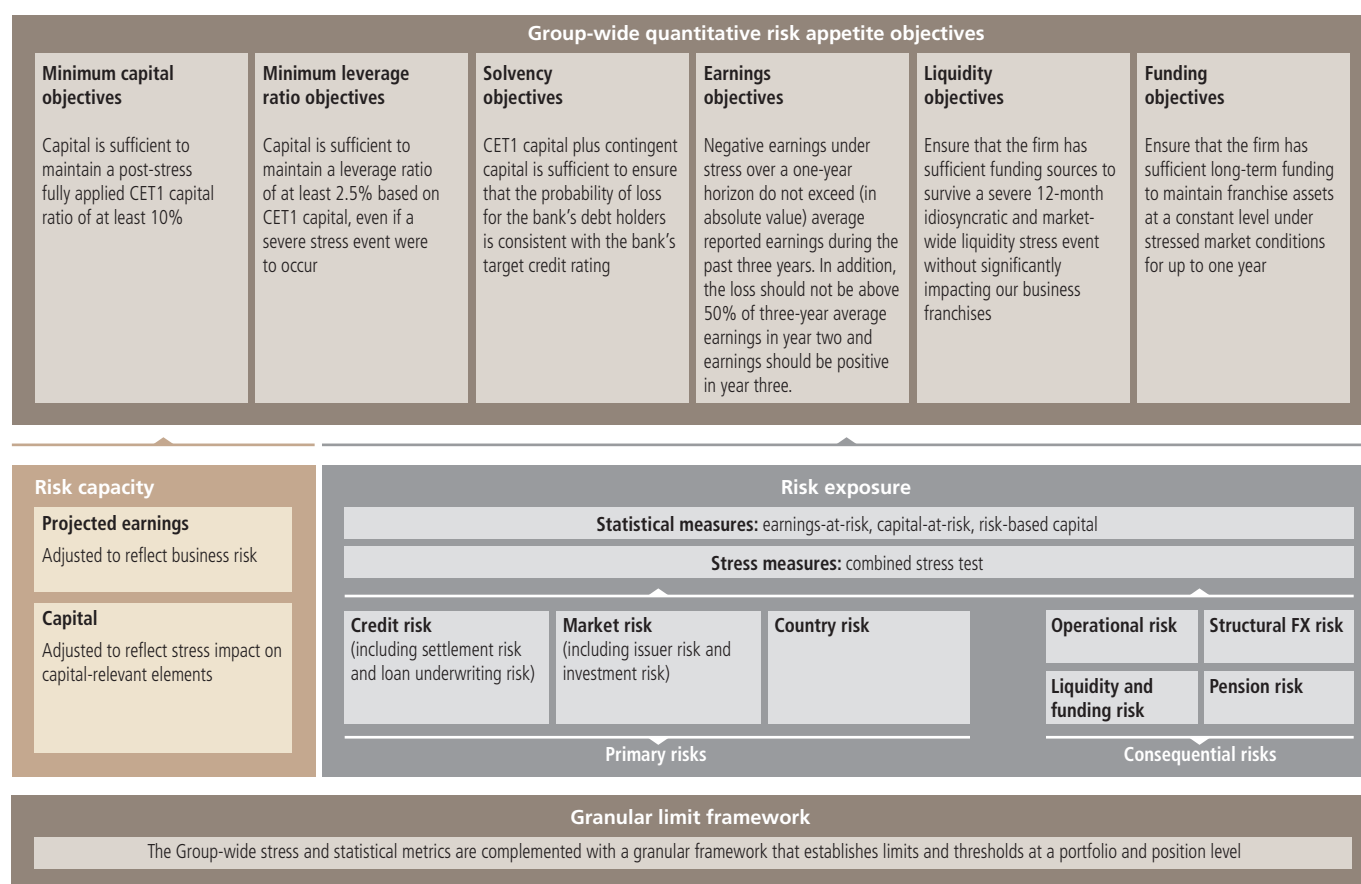 Group-wide quantitative risk appetite objectives
Minimum capital
objectives
Capital is sufficient to
maintain a post-stress
fully applied CET1 capital
ratio of at least 10%
Minimum leverage
ratio objectives
Capital is sufficient to
maintain a leverage ratio
of at least 2.5% based on
CET1 capital, even if a
severe stress event were
to occur
Solvency
objectives
CET1 capital plus contingent
capital is sufficient to ensure
that the probability of loss
for the bank’s debt holders
is consistent with the bank’s
target credit rating
Earnings
objectives
Negative earnings under
stress over a one-year
horizon do not exceed (in
absolute value) average
reported earnings during the
past three years. In addition,
the loss should not be above
50% of three-year average
earnings in year two and
earnings should be positive
in year three.
Liquidity
objectives
Ensure that the firm has
sufficient funding sources to
survive a severe 12-month
idiosyncratic and market-
wide liquidity stress event
without significantly
impacting our business
franchises
Funding
objectives
Ensure that the firm has
sufficient long-term funding
to maintain franchise assets
at a constant level under
stressed market conditions
for up to one year
Risk capacity
Projected earnings
Adjusted to reflect business risk
Capital
Adjusted to reflect stress impact on
capital-relevant elements
Risk exposure
Statistical measures: earnings-at-risk, capital-at-risk, risk-based capital
Stress measures: combined stress test
Credit risk
(including settlement risk
and loan underwriting risk)
Market risk
(including issuer risk and
investment risk)
Country risk
Primary risks
Operational risk
Structural FX risk
Liquidity and
funding risk
Pension risk
Consequential risks
Granular limit framework
The Group-wide stress and statistical metrics are complemented with a granular framework that establishes limits and thresholds at a portfolio and position level